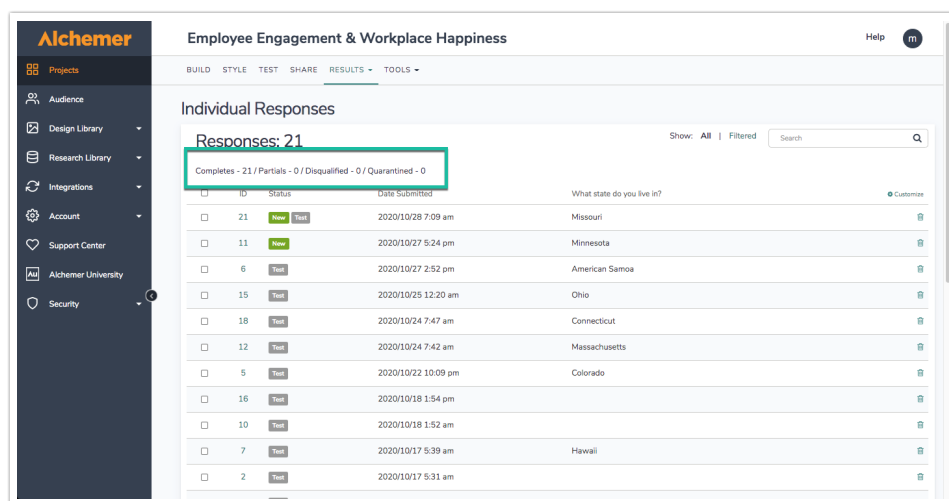 Alchemer
Employee Engagement & Workplace Happiness
Help
m
Projects
BUILD STYLE TEST SHARE RESULTS TOOLS
Audience
Design Library
Research Library
Integrations
Account
Support Center
Au Alchemer University
Security
Individual Responses
Responses: 21
Show: All | Filtered
Search
Completes - 21 / Partials - 0 / Disqualified - 0 / Quarantined - 0
ID Status Date Submitted What state do you live in? Customize
21 New Test 2020/10/28 7:09 am Missouri
11 New 2020/10/27 5:24 pm Minnesota
6 Test 2020/10/27 2:52 pm American Samoa
15 Test 2020/10/25 12:20 am Ohio
18 Test 2020/10/24 7:47 am Connecticut
12 Test 2020/10/24 7:42 am Massachusetts
5 Test 2020/10/22 10:09 pm Colorado
16 Test 2020/10/18 1:54 pm
10 Test 2020/10/18 1:52 am
7 Test 2020/10/17 5:39 am Hawaii
2 Test 2020/10/17 5:31 am